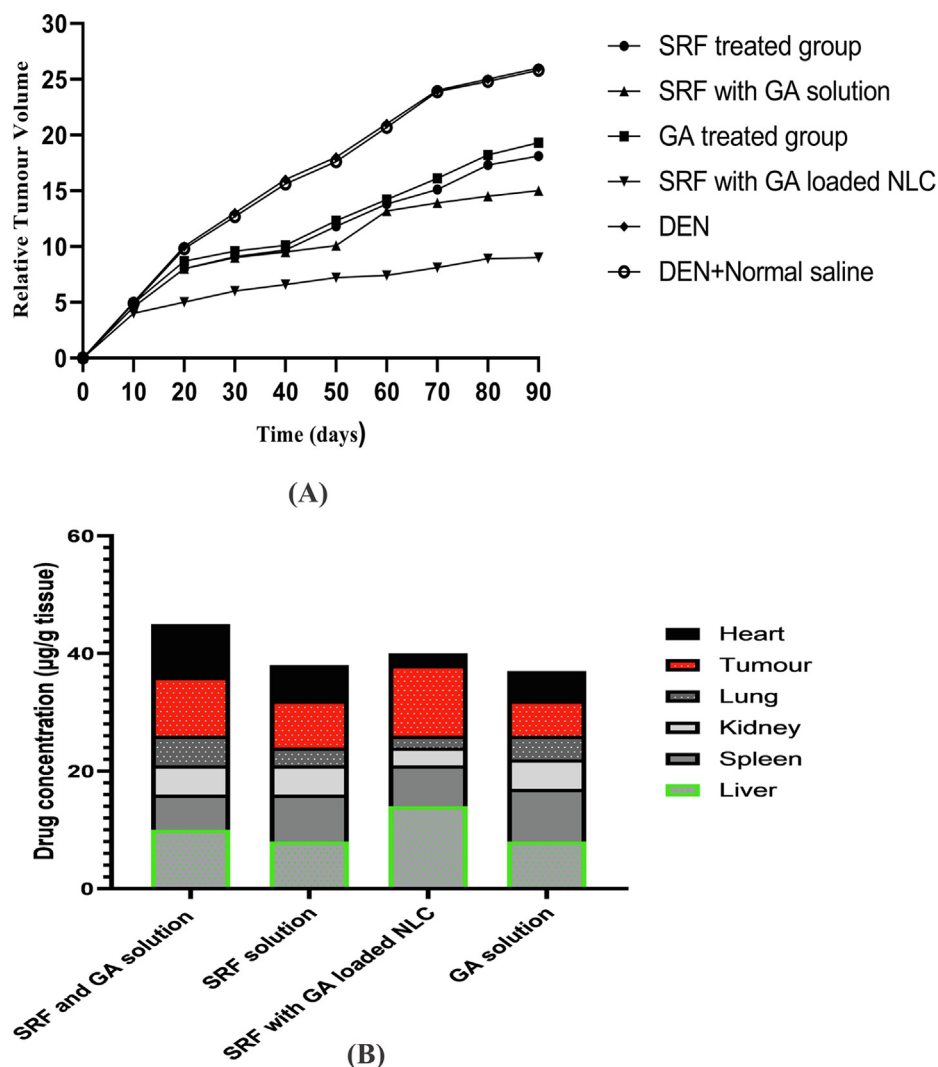 30
25
20
15
10
5
0
Relative Tumour Volume
0 10 20 30 40 50 60 70 80 90
Time (days)
SRF treated group
SRF with GA solution
GA treated group
SRF with GA loaded NLC
DEN
DEN+Normal saline
(A)
60
40
20
0
Drug concentration (µg/g tissue)
SRF and GA solution
SRF solution
SRF with GA loaded NLC
GA solution
Heart
Tumour
Lung
Kidney
Spleen
Liver
(B)